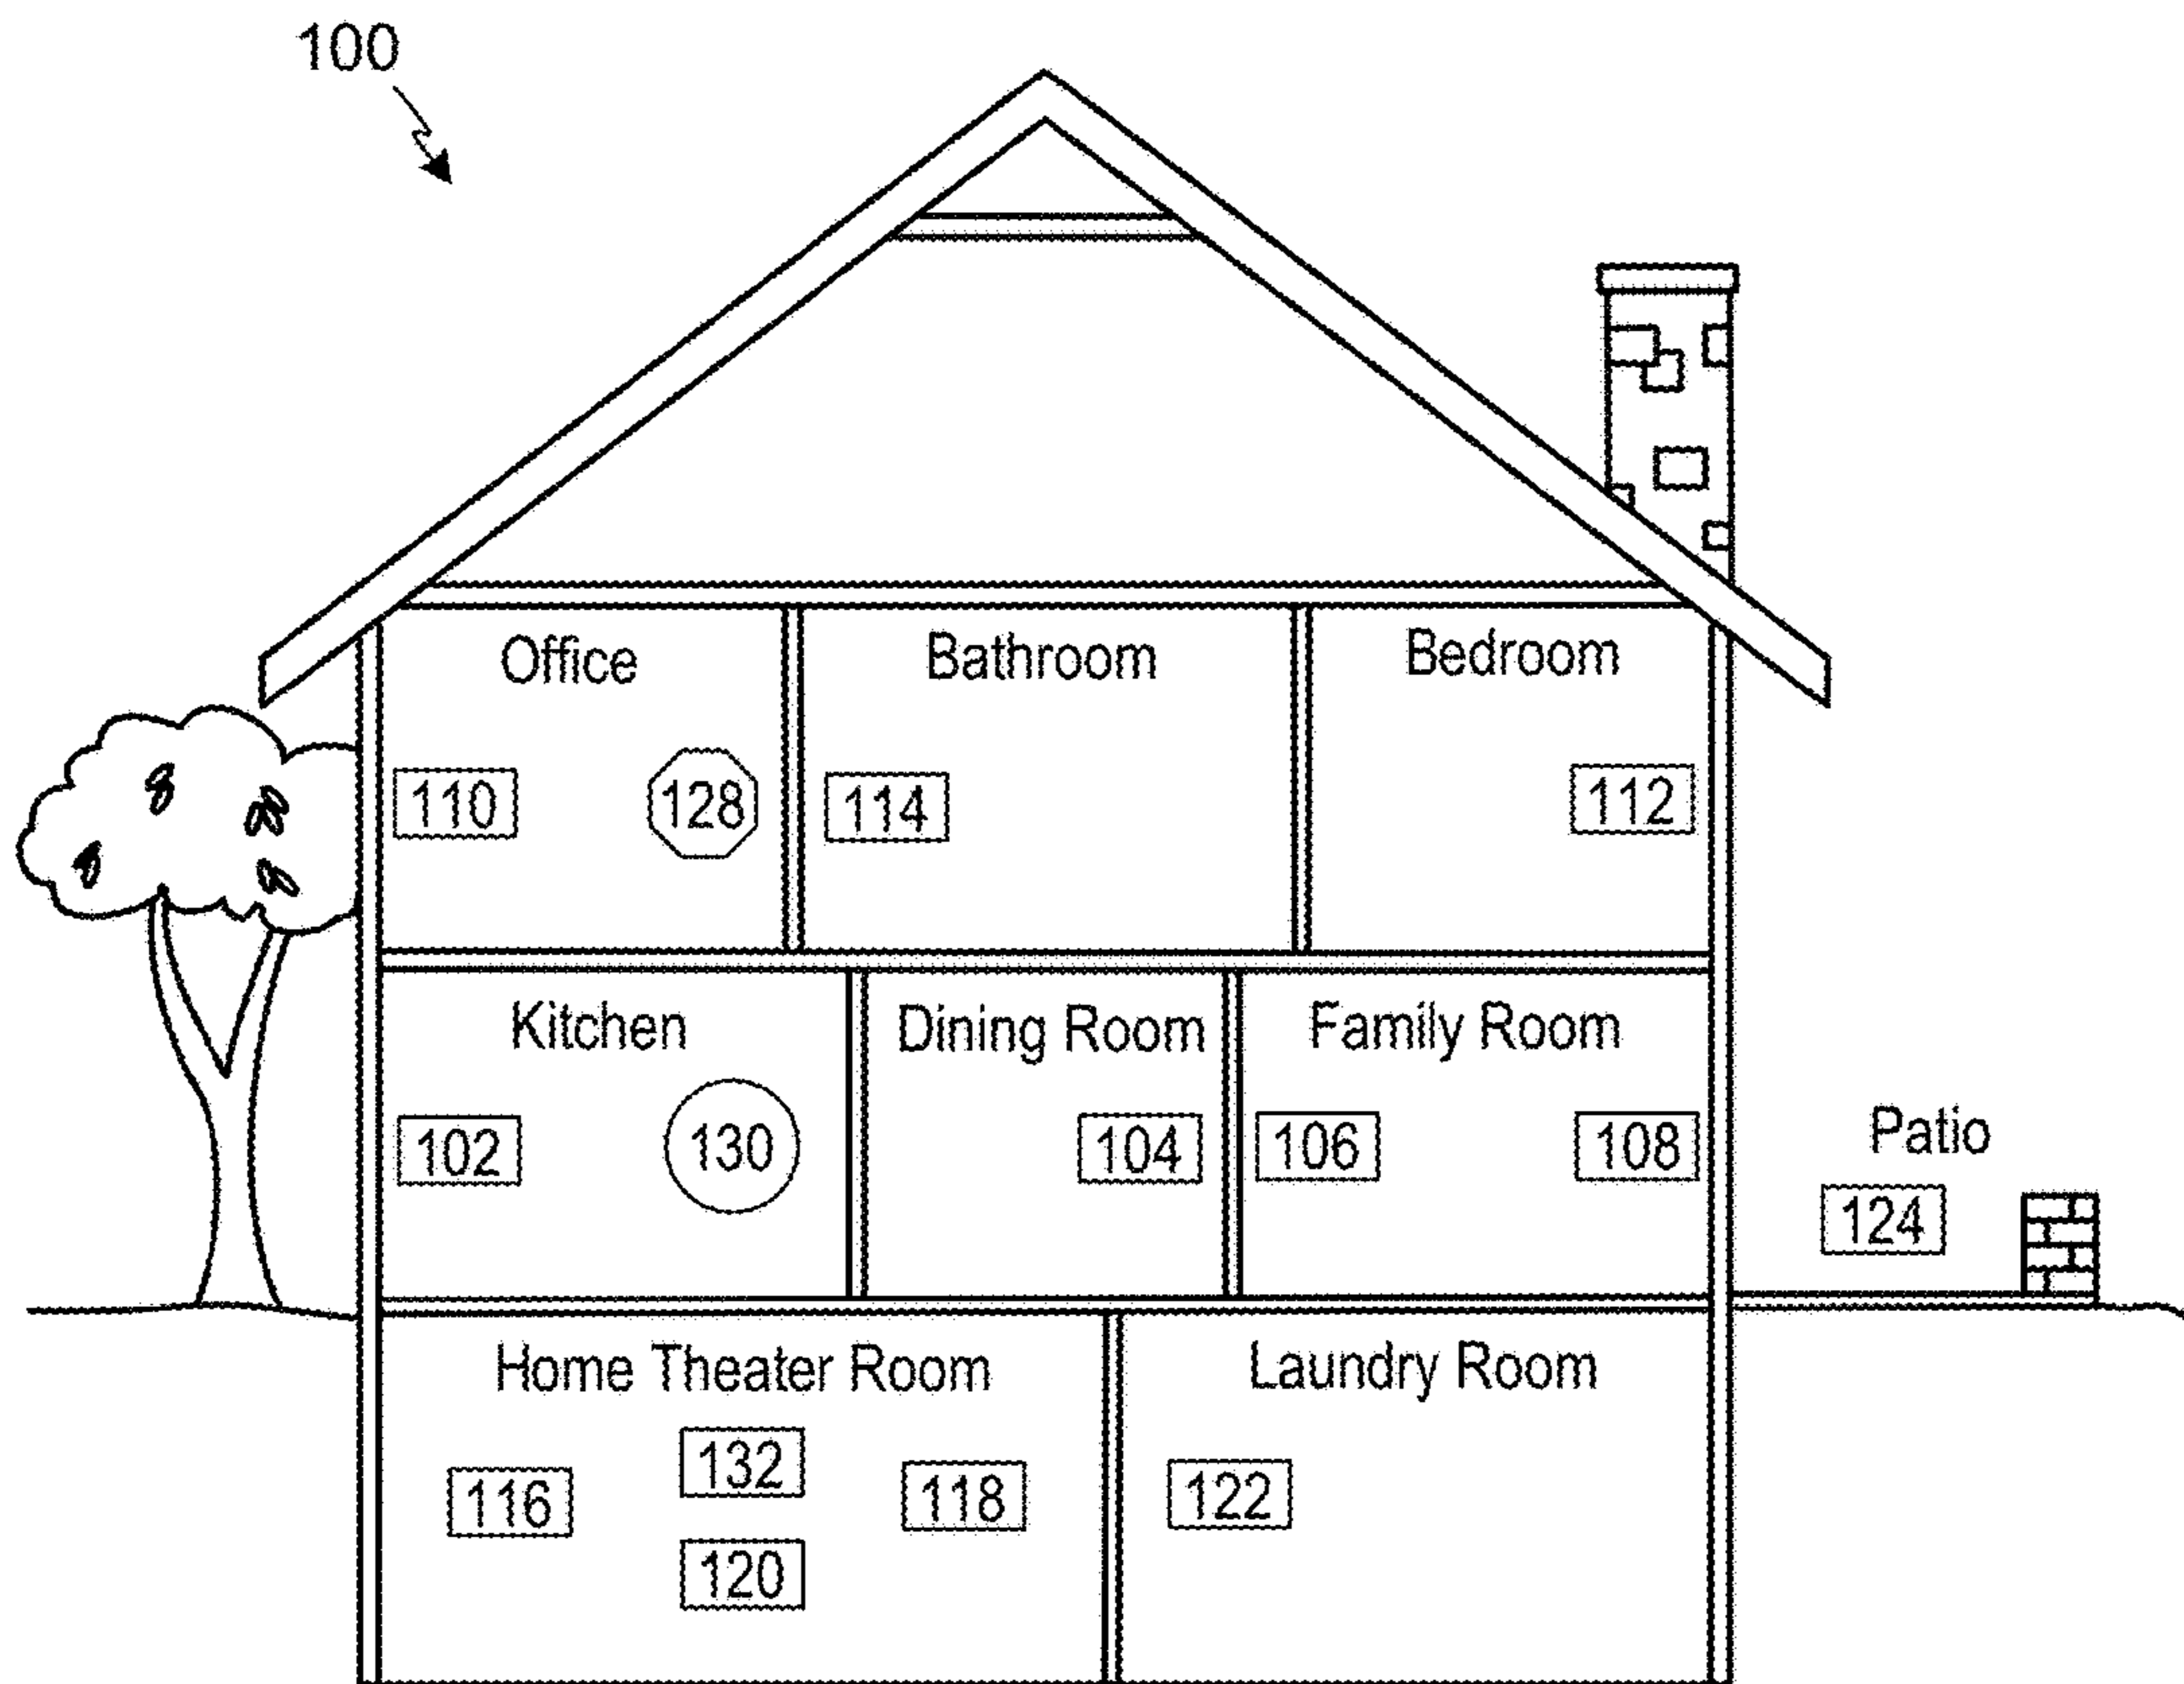 100
Office
Bathroom
Bedroom
110
128
114
112
Kitchen
Dining Room
Family Room
102
130
104
106
108
Patio
124
Home Theater Room
Laundry Room
116
132
118
120
122